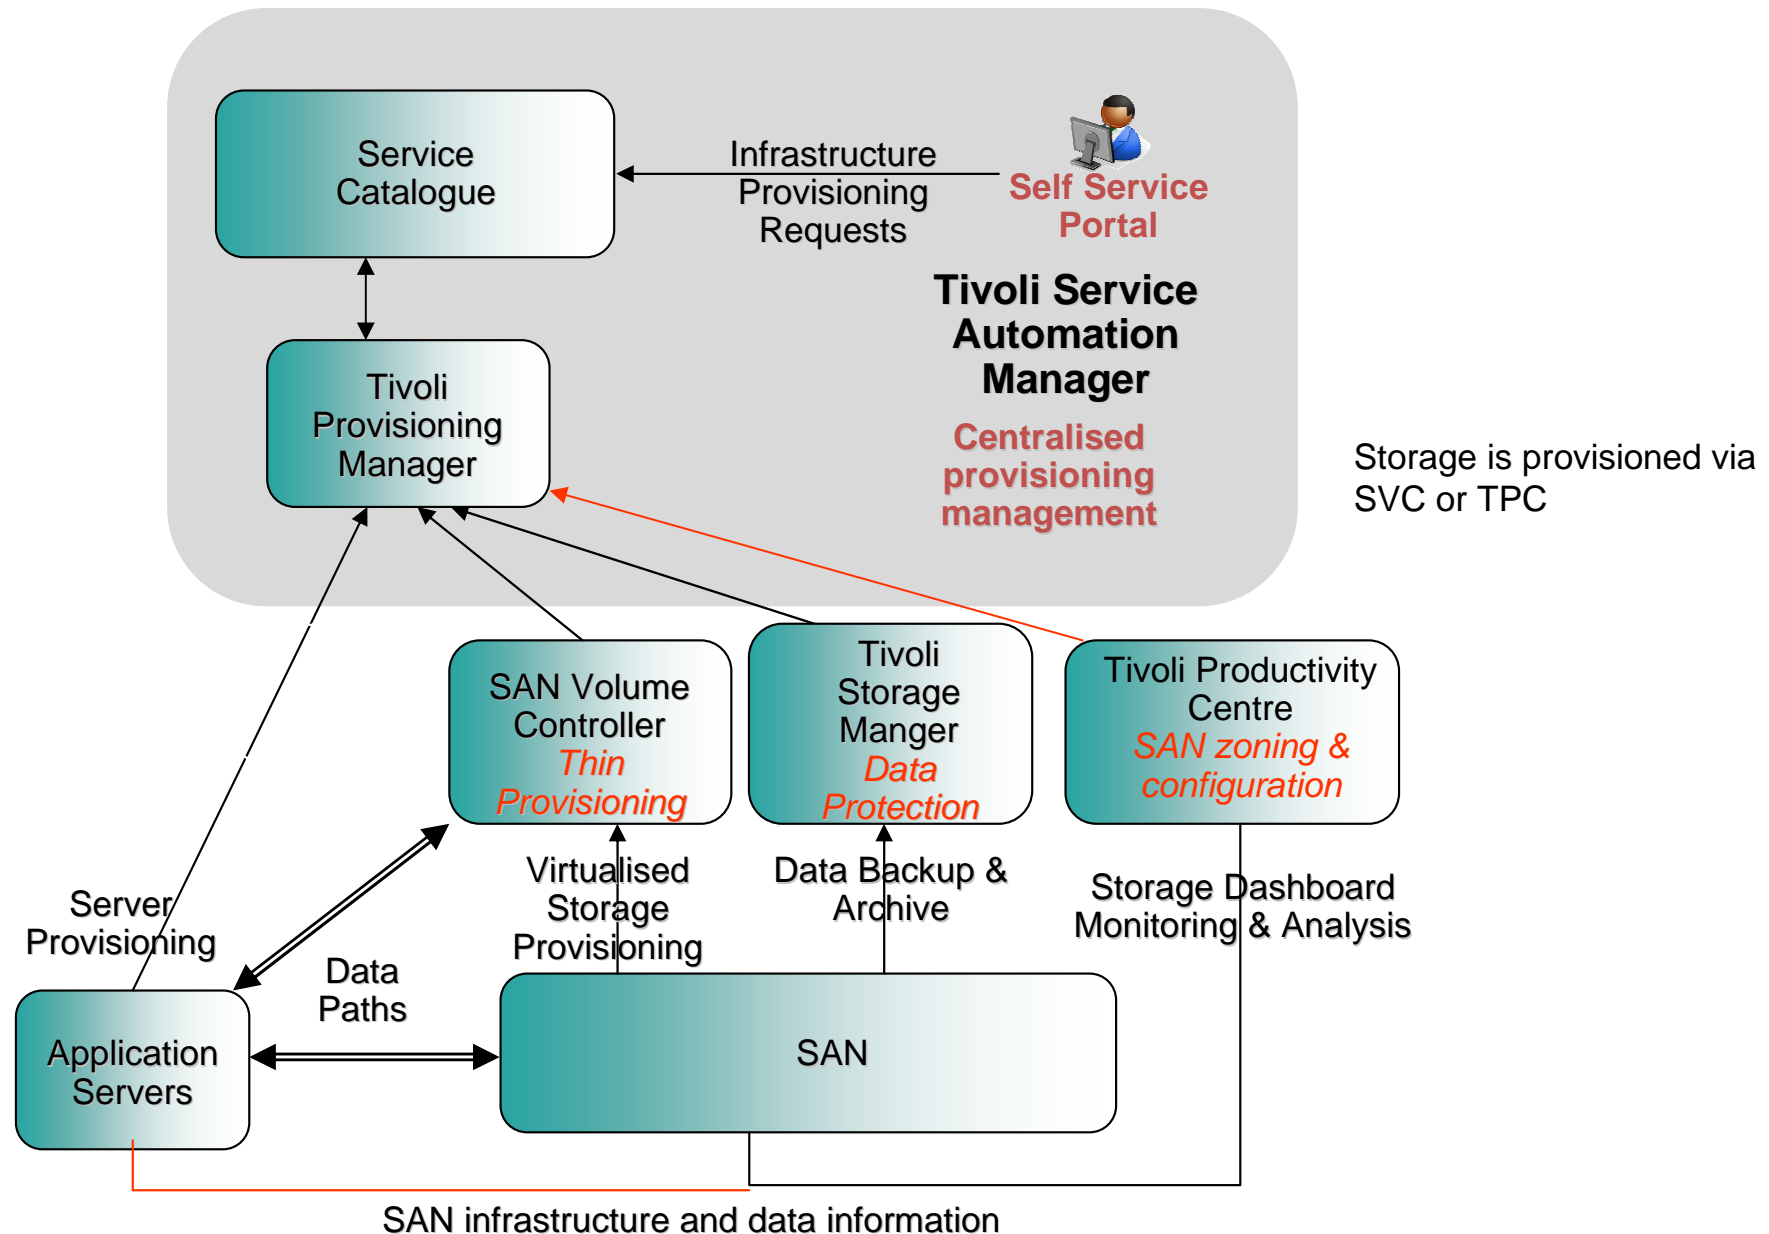 Service
Catalogue
Infrastructure
Provisioning
Requests
Self Service
Portal
Tivoli Service
Automation
Manager
Tivoli
Provisioning
Manager
Centralised
provisioning
management
Storage is provisioned via
SVC or TPC
SAN Volume
Controller
Thin
Provisioning
Tivoli
Storage
Manger
Data
Protection
Tivoli Productivity
Centre
SAN zoning &
configuration
Server
Provisioning
Virtualised
Storage
Provisioning
Data Backup &
Archive
Storage Dashboard
Monitoring & Analysis
Data
Paths
Application
Servers
SAN
SAN infrastructure and data information